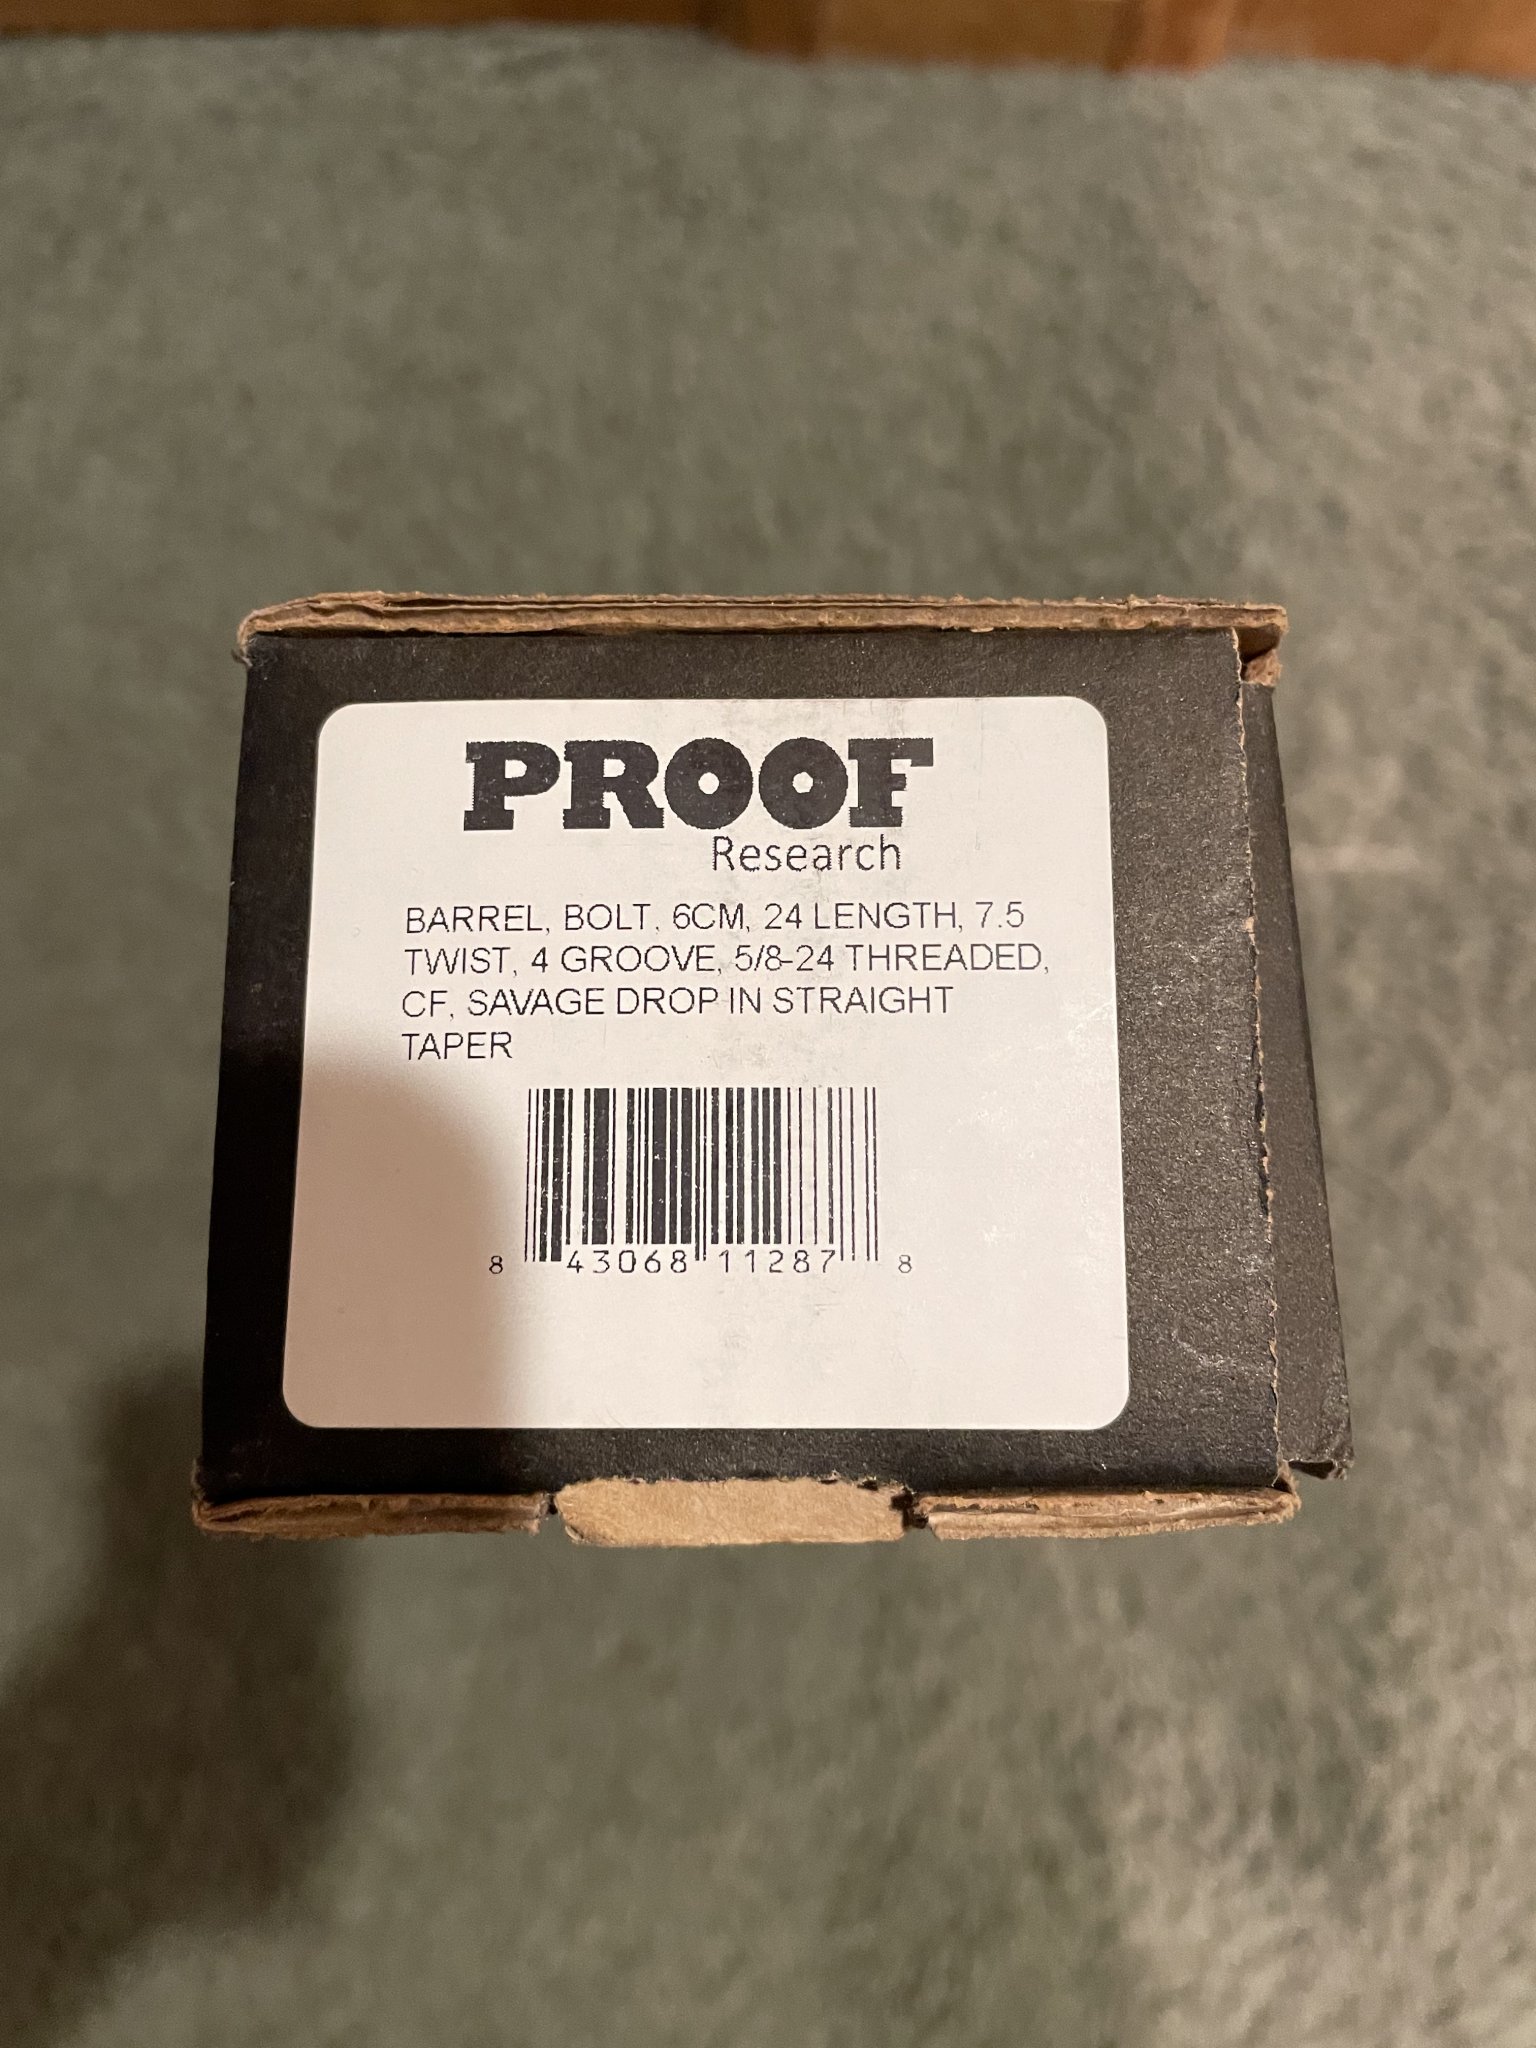 PROOF
Research
BARREL, BOLT, 6CM, 24 LENGTH, 7.5
TWIST, 4 GROOVE, 5/8-24 THREADED,
CF, SAVAGE DROP IN STRAIGHT
TAPER
8 43068 11287 8